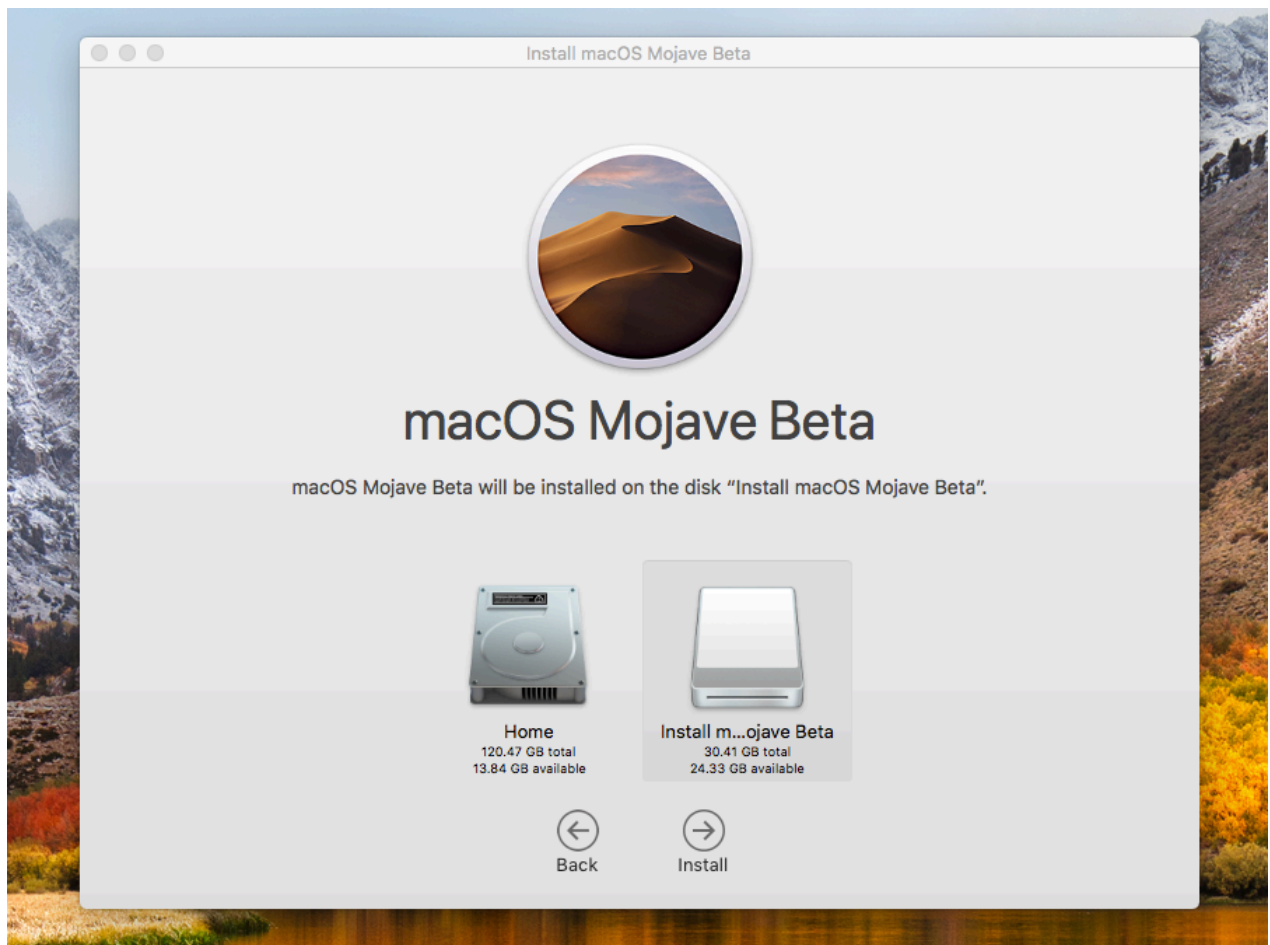 Install macOS Mojave Beta
macOS Mojave Beta
macOS Mojave Beta will be installed on the disk “Install macOS Mojave Beta”.
Home
120.47 GB total
13.84 GB available
Install m...ojave Beta
30.41 GB total
24.33 GB available
Back
Install